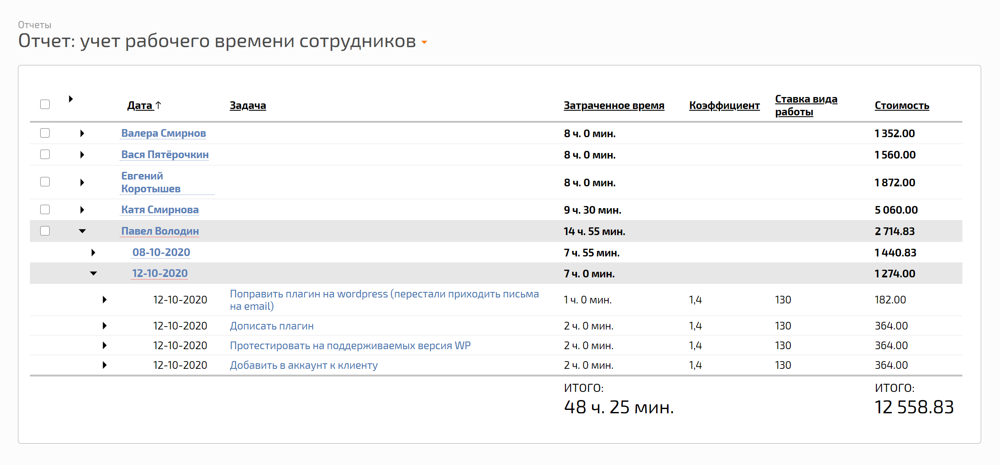 Отчеты
Отчет: учет рабочего времени сотрудников
Дата ↑ Задача Затраченное время Коэффициент Ставка вида работы Стоимость
Валера Смирнов 8 ч. 0 мин. 1 352.00
Вася Пятёрочкин 8 ч. 0 мин. 1 560.00
Евгений
Коротышев 8 ч. 0 мин. 1 872.00
Катя Смирнова 9 ч. 30 мин. 5 060.00
Павел Володин 14 ч. 55 мин. 2 714.83
08-10-2020 7 ч. 55 мин. 1 440.83
12-10-2020 7 ч. 0 мин. 1 274.00
12-10-2020 Поправить плагин на wordpress (перестали приходить письма
на email) 1 ч. 0 мин. 1,4 130 182.00
12-10-2020 Дописать плагин 2 ч. 0 мин. 1,4 130 364.00
12-10-2020 Протестировать на поддерживаемых версия WP 2 ч. 0 мин. 1,4 130 364.00
12-10-2020 Добавить в аккаунт к клиенту 2 ч. 0 мин. 1,4 130 364.00
ИТОГО: ИТОГО:
48 ч. 25 мин. 12 558.83